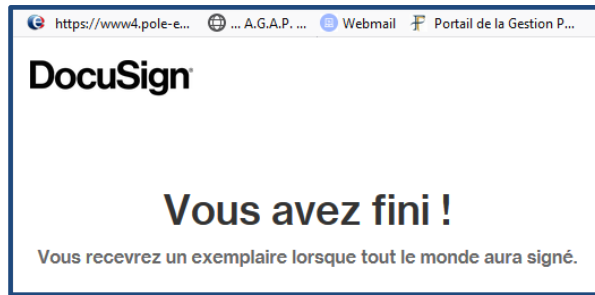 https://www4.pole-e... ... A.G.A.P. ... Webmail Portail de la Gestion P...
DocuSign
Vous avez fini !
Vous recevrez un exemplaire lorsque tout le monde aura signé.